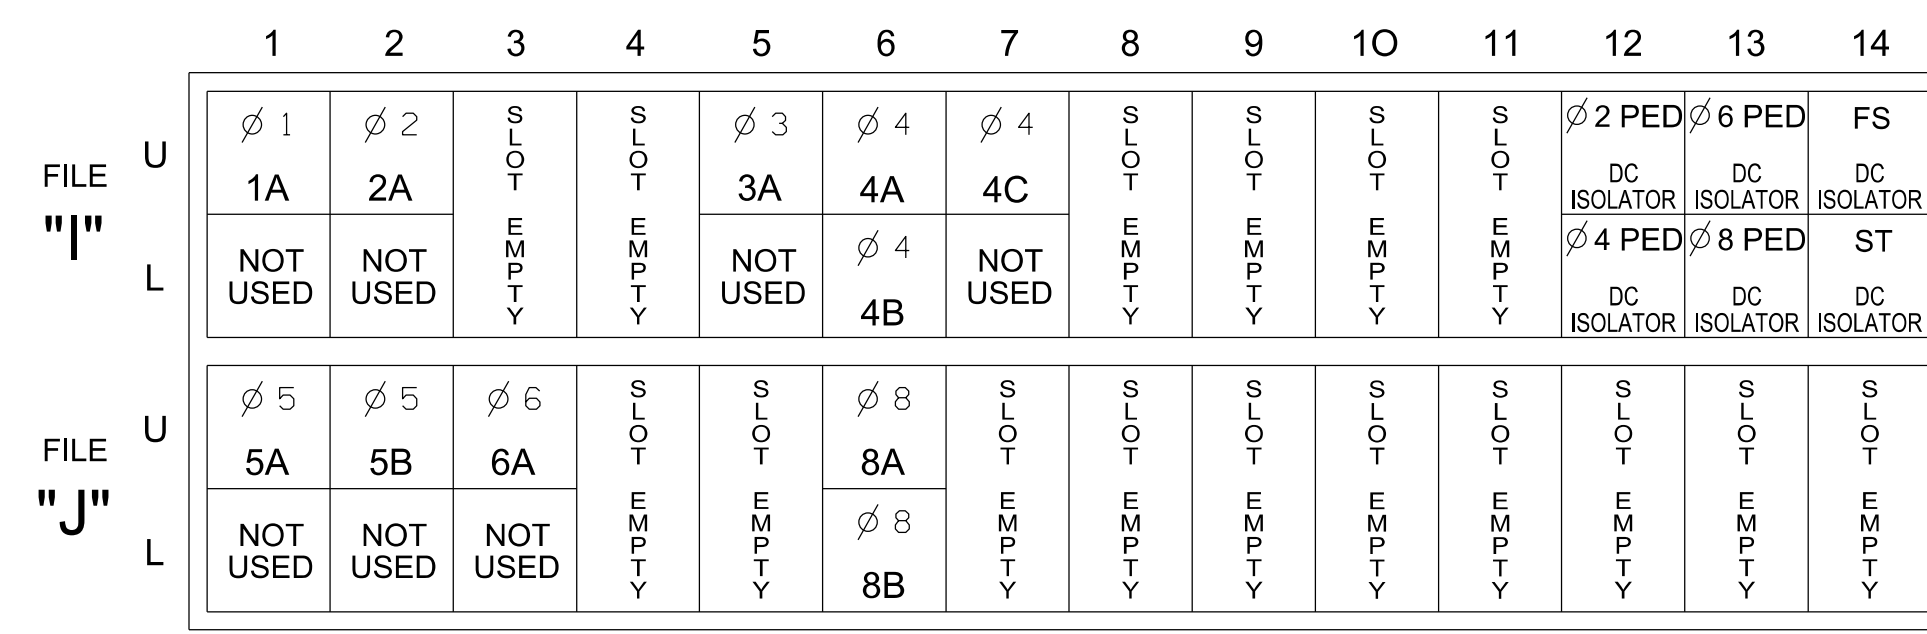 1 2 3 4 5 6 7 8 9 10 11 12 13 14
FILE "I"
U
∅ 1 ∅ 2 SLOT EMPTY SLOT EMPTY ∅ 3 ∅ 4 ∅ 4 SLOT EMPTY SLOT EMPTY SLOT EMPTY SLOT EMPTY ∅ 2 PED ∅ 6 PED FS
1A 2A 3A 4A 4C DC ISOLATOR DC ISOLATOR DC ISOLATOR
L
NOT USED NOT USED NOT USED ∅ 4 NOT USED ∅ 4 PED ∅ 8 PED ST
4B DC ISOLATOR DC ISOLATOR DC ISOLATOR
FILE "J"
U
∅ 5 ∅ 5 ∅ 6 SLOT EMPTY SLOT EMPTY ∅ 8 SLOT EMPTY SLOT EMPTY SLOT EMPTY SLOT EMPTY SLOT EMPTY SLOT EMPTY SLOT EMPTY SLOT EMPTY
5A 5B 6A 8A
L
NOT USED NOT USED NOT USED ∅ 8
8B